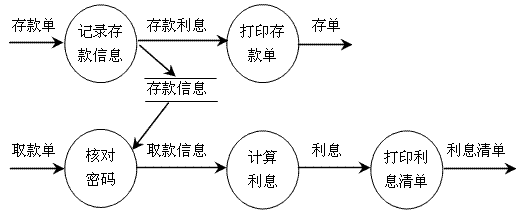 存款单
记录存
款信息
存款利息
打印存
款单
存单
存款信息
取款单
核对
密码
取款信息
计算
利息
利息
打印利
息清单
利息清单